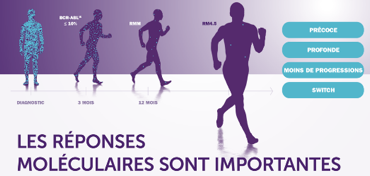 BCR-ABL
≤ 10%
RMM
RM4.5
PRÉCOCE
PROFONDE
MOINS DE PROGRESSIONS
SWITCH
DIAGNOSTIC
3 MOIS
12 MOIS
LES RÉPONSES
MOLÉCULAIRES SONT IMPORTANTES